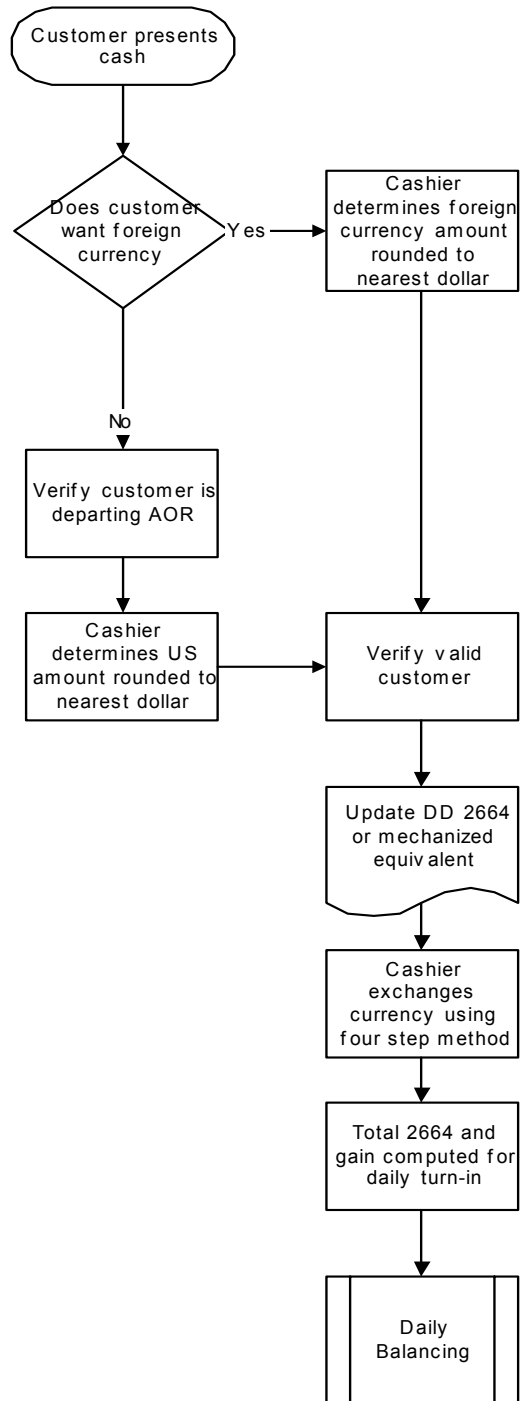 Customer presents
cash
Does customer
want foreign
currency
Yes
Cashier
determines foreign
currency amount
rounded to
nearest dollar
No
Verify customer is
departing AOR
Cashier
determines US
amount rounded to
nearest dollar
Verify valid
customer
Update DD 2664
or mechanized
equivalent
Cashier
exchanges
currency using
four step method
Total 2664 and
gain computed for
daily turn-in
Daily
Balancing